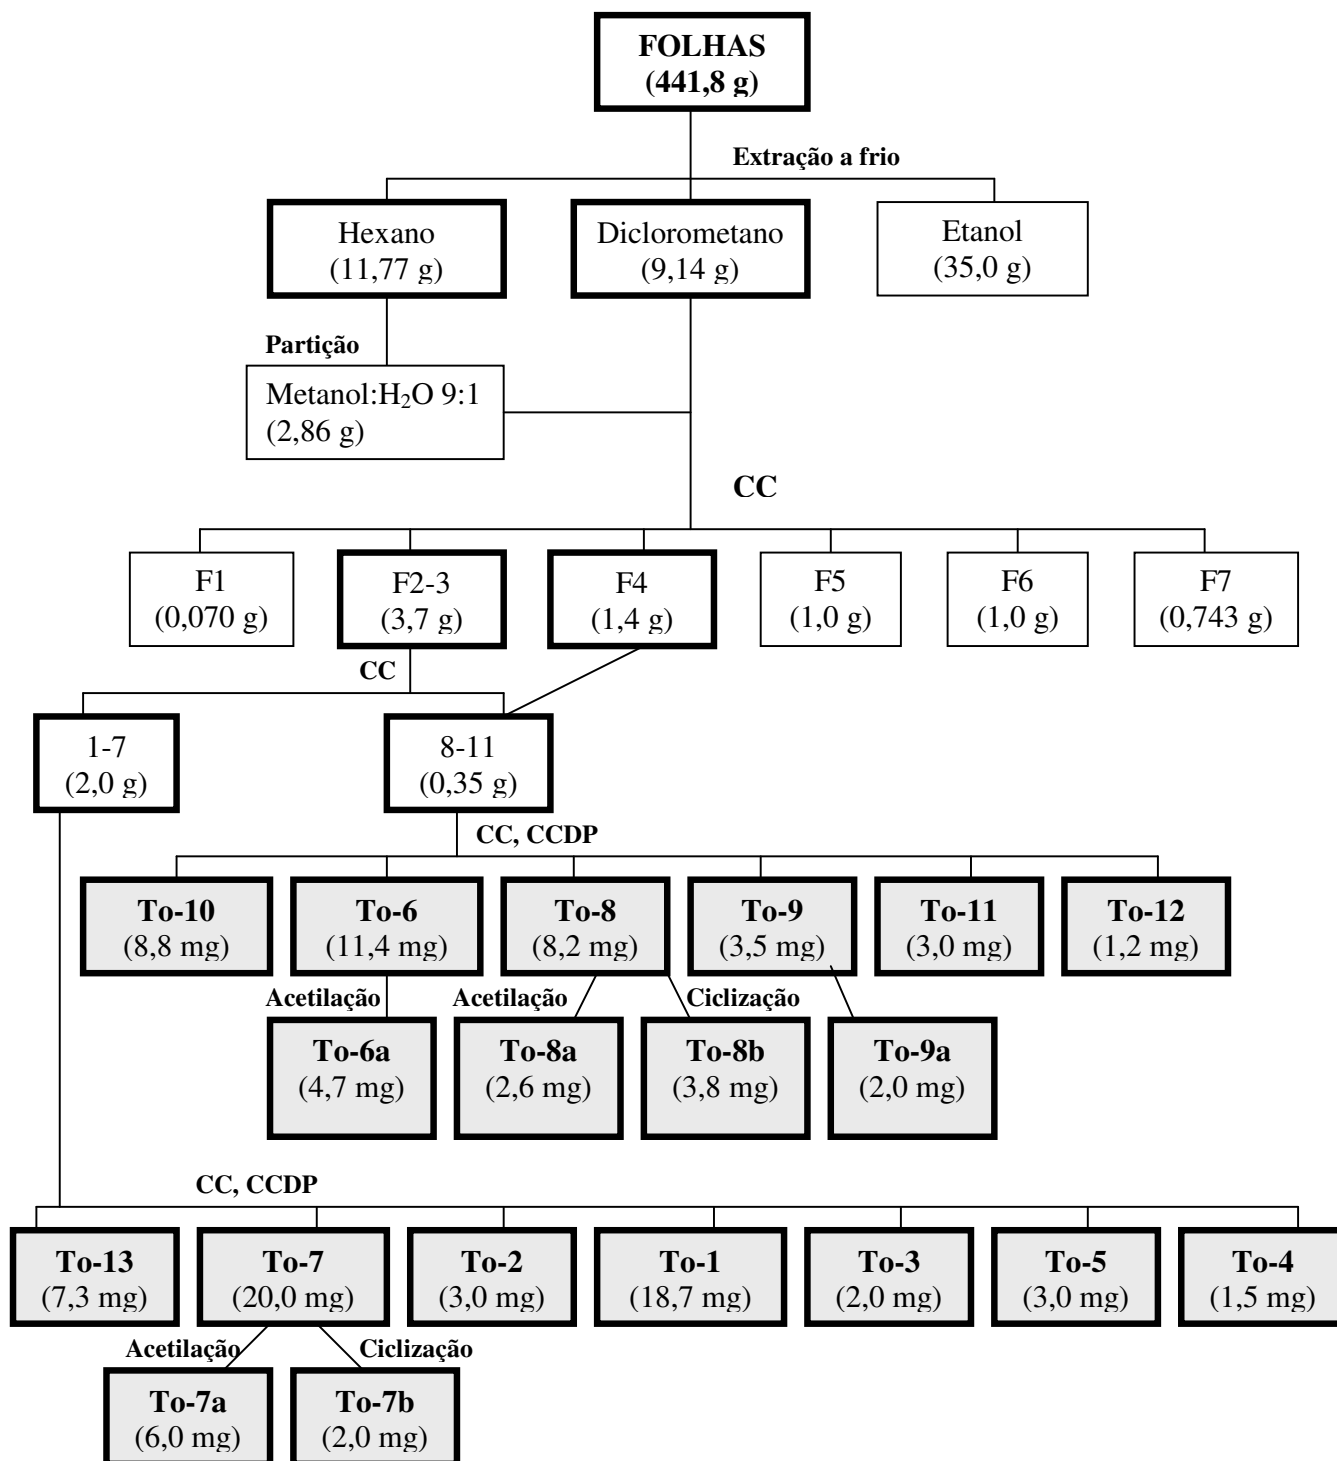 FOLHAS
(441,8 g)
Extração a frio
Hexano
(11,77 g)
Diclorometano
(9,14 g)
Etanol
(35,0 g)
Partição
Metanol:H₂O 9:1
(2,86 g)
CC
F1
(0,070 g)
F2-3
(3,7 g)
F4
(1,4 g)
F5
(1,0 g)
F6
(1,0 g)
F7
(0,743 g)
CC
1-7
(2,0 g)
8-11
(0,35 g)
CC, CCDP
To-10
(8,8 mg)
To-6
(11,4 mg)
To-8
(8,2 mg)
To-9
(3,5 mg)
To-11
(3,0 mg)
To-12
(1,2 mg)
Acetilação
Acetilação
Ciclização
To-6a
(4,7 mg)
To-8a
(2,6 mg)
To-8b
(3,8 mg)
To-9a
(2,0 mg)
CC, CCDP
To-13
(7,3 mg)
To-7
(20,0 mg)
To-2
(3,0 mg)
To-1
(18,7 mg)
To-3
(2,0 mg)
To-5
(3,0 mg)
To-4
(1,5 mg)
Acetilação
Ciclização
To-7a
(6,0 mg)
To-7b
(2,0 mg)